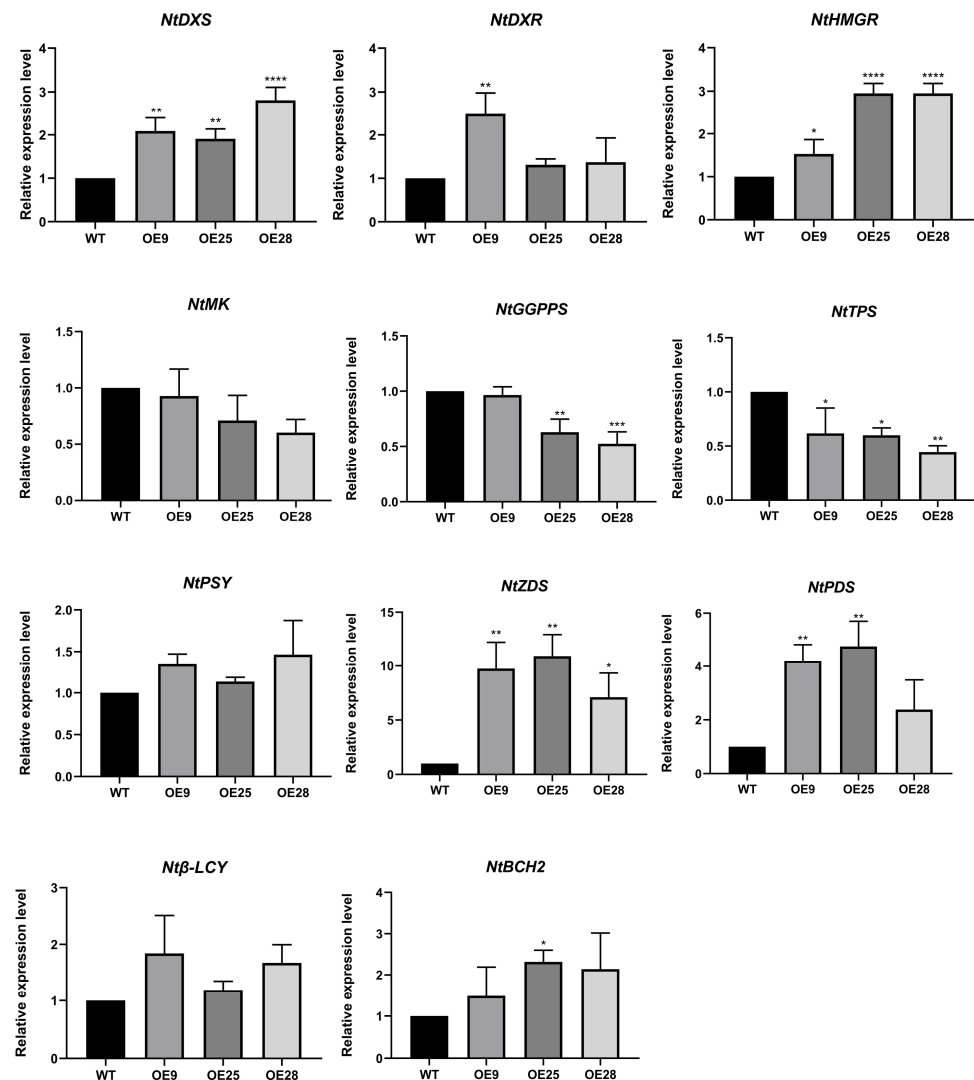 NtDXS
Relative expression level
4
3
2
1
0
**
**
****
WT OE9 OE25 OE28
NtDXR
Relative expression level
4
3
2
1
0
**
WT OE9 OE25 OE28
NtHMGR
Relative expression level
4
3
2
1
0
*
****
****
WT OE9 OE25 OE28
NtMK
Relative expression level
1.5
1.0
0.5
0.0
WT OE9 OE25 OE28
NtGGPPS
Relative expression level
1.5
1.0
0.5
0.0
**
***
WT OE9 OE25 OE28
NtTPS
Relative expression level
1.5
1.0
0.5
0.0
*
*
**
WT OE9 OE25 OE28
NtPSY
Relative expression level
2.0
1.5
1.0
0.5
0.0
WT OE9 OE25 OE28
NtZDS
Relative expression level
15
10
5
0
**
**
*
WT OE9 OE25 OE28
NtPDS
Relative expression level
6
4
2
0
**
**
WT OE9 OE25 OE28
Ntβ-LCY
Relative expression level
3
2
1
0
WT OE9 OE25 OE28
NtBCH2
Relative expression level
4
3
2
1
0
*
WT OE9 OE25 OE28